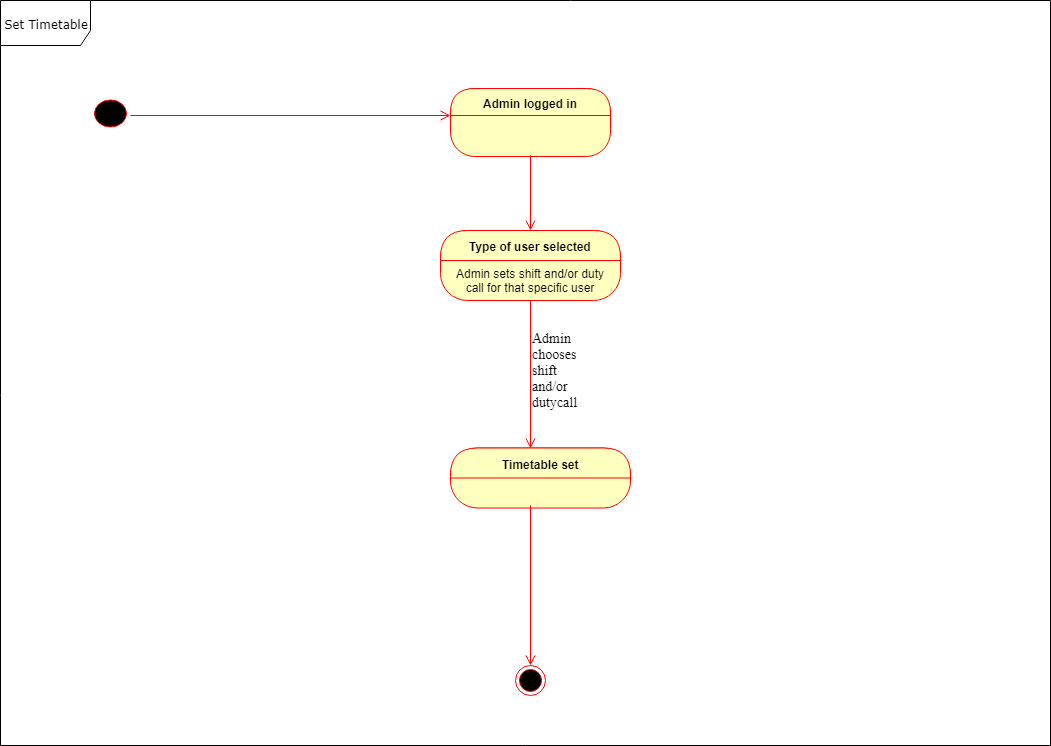 Set Timetable
Admin logged in
Type of user selected
Admin sets shift and/or duty
call for that specific user
Admin
chooses
shift
and/or
dutycall
Timetable set